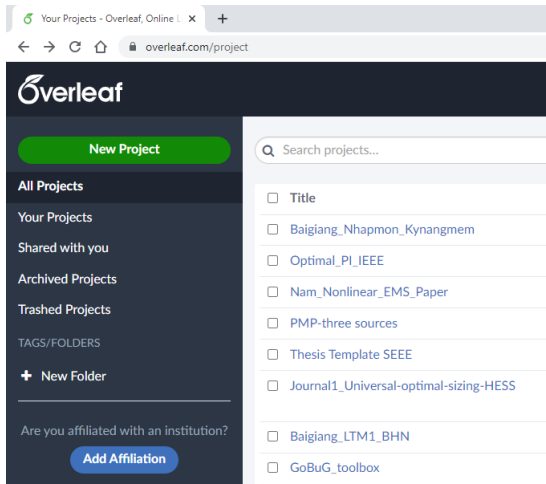 Your Projects - Overleaf, Online L
overleaf.com/project
Overleaf
New Project
Search projects...
All Projects
Title
Your Projects
Baigiang_Nhapmon_Kynangmem
Shared with you
Optimal_PI_IEEE
Archived Projects
Nam_Nonlinear_EMS_Paper
Trashed Projects
PMP-three sources
TAGS/FOLDERS
Thesis Template SEEE
New Folder
Journal1_Universal-optimal-sizing-HESS
Are you affiliated with an institution?
Baigiang_LTM1_BHN
Add Affiliation
GoBuG_toolbox